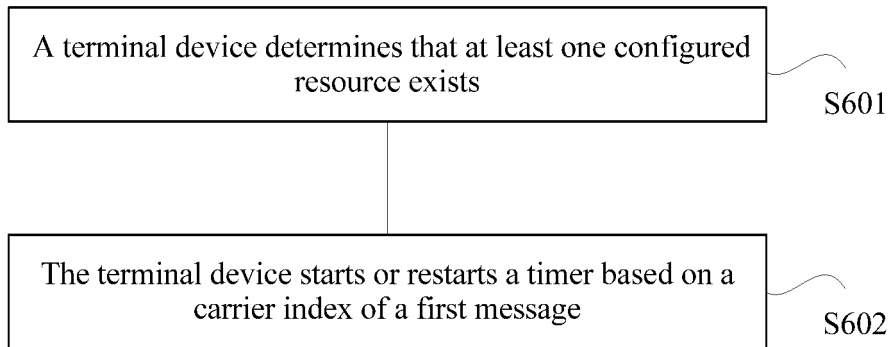 A terminal device determines that at least one configured
resource exists
S601
The terminal device starts or restarts a timer based on a
carrier index of a first message
S602